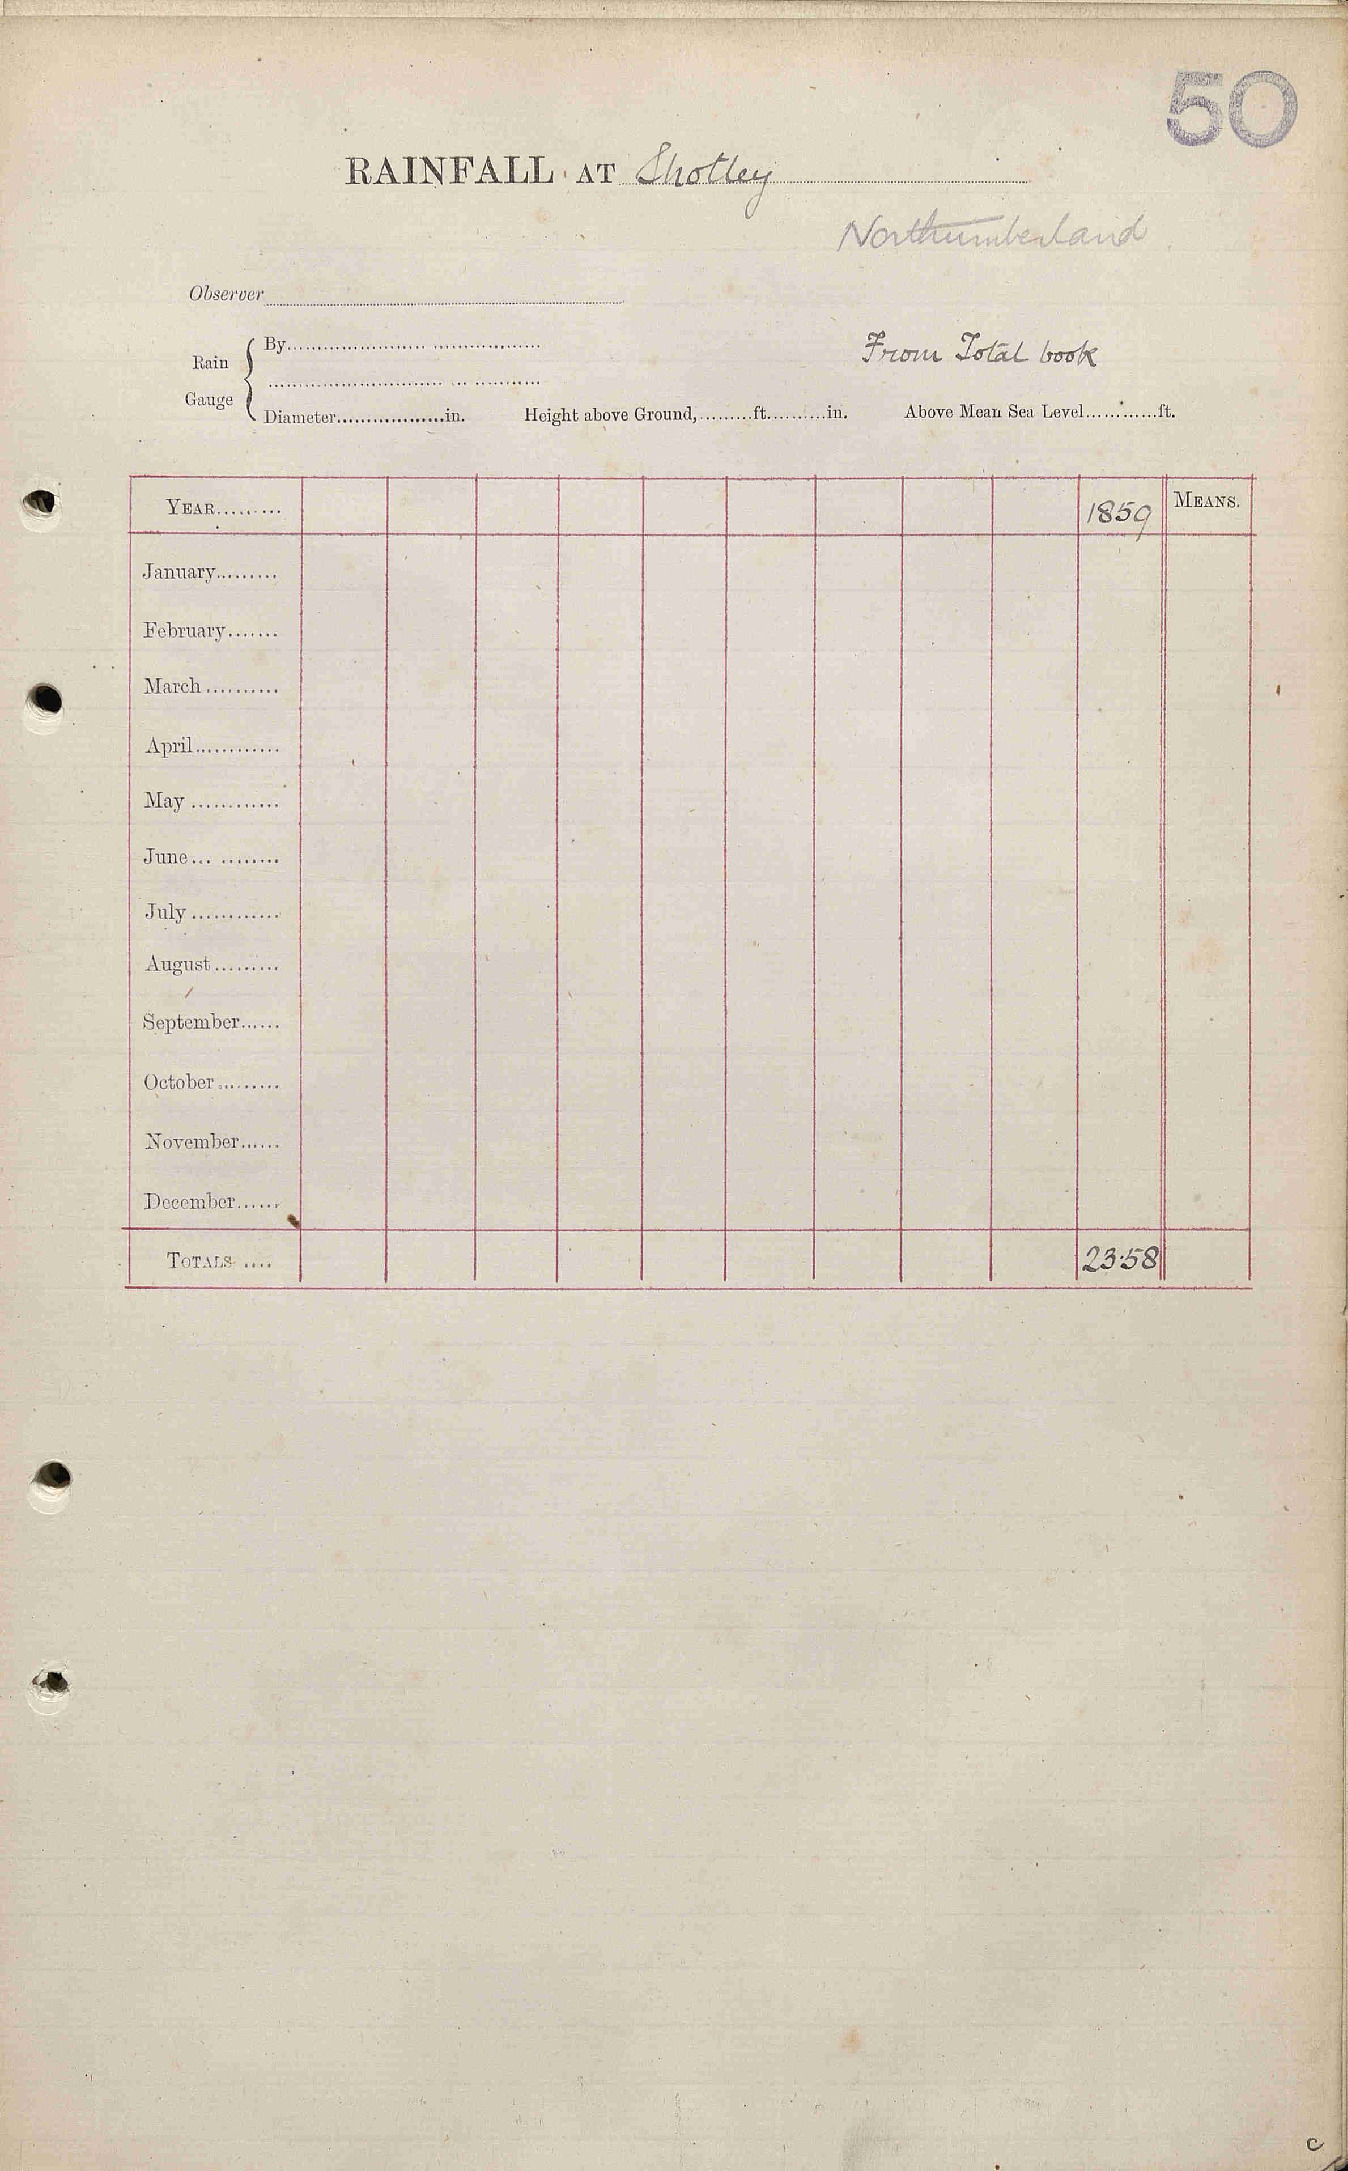 50
RAINFALL AT Shotley
Northumberland
Observer
Rain Gauge
By
From Total book
Diameter..................in. Height above Ground,.........ft..........in. Above Mean Sea Level............ft.
YEAR......... 1859 MEANS.
January.........
February.......
March..........
April............
May............
June... ........
July............
August.........
September......
October.........
November......
December......
TOTALS .... 23.58
c